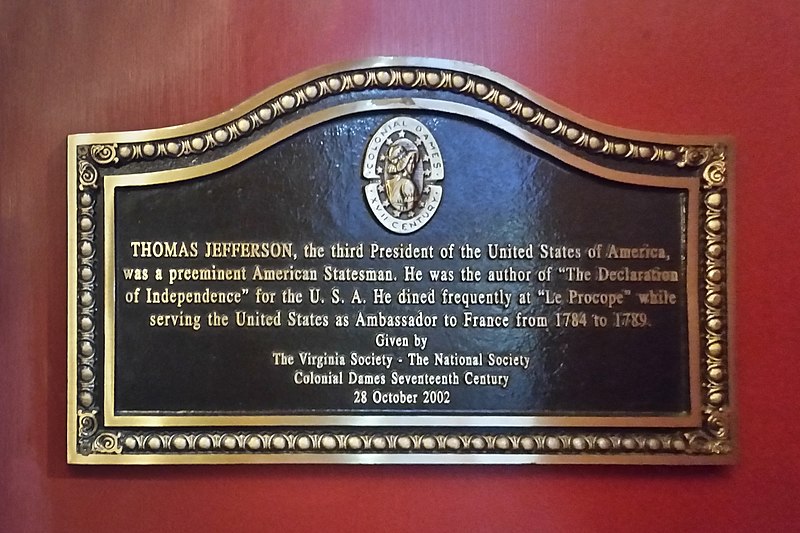 COLONIAL DAMES
XVII CENTURY
THOMAS JEFFERSON, the third President of the United States of America,
was a preeminent American Statesman. He was the author of “The Declaration
of Independence” for the U. S. A. He dined frequently at “Le Procope” while
serving the United States as Ambassador to France from 1784 to 1789.
Given by
The Virginia Society - The National Society
Colonial Dames Seventeenth Century
28 October 2002